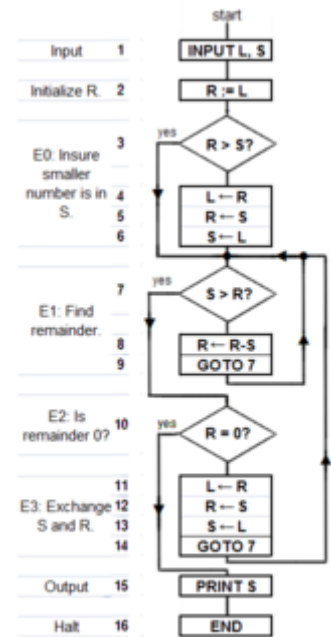 start
Input 1 INPUT L, S
Initialize R. 2 R := L
3 yes R > S?
E0: Insure
smaller
number is in
S.
4 L ← R
5 R ← S
6 S ← L
7 yes S > R?
E1: Find
remainder.
8 R ← R-S
9 GOTO 7
E2: Is
remainder 0?
10 yes R = 0?
11 L ← R
E3: Exchange
S and R.
12 R ← S
13 S ← L
14 GOTO 7
Output 15 PRINT S
Halt 16 END